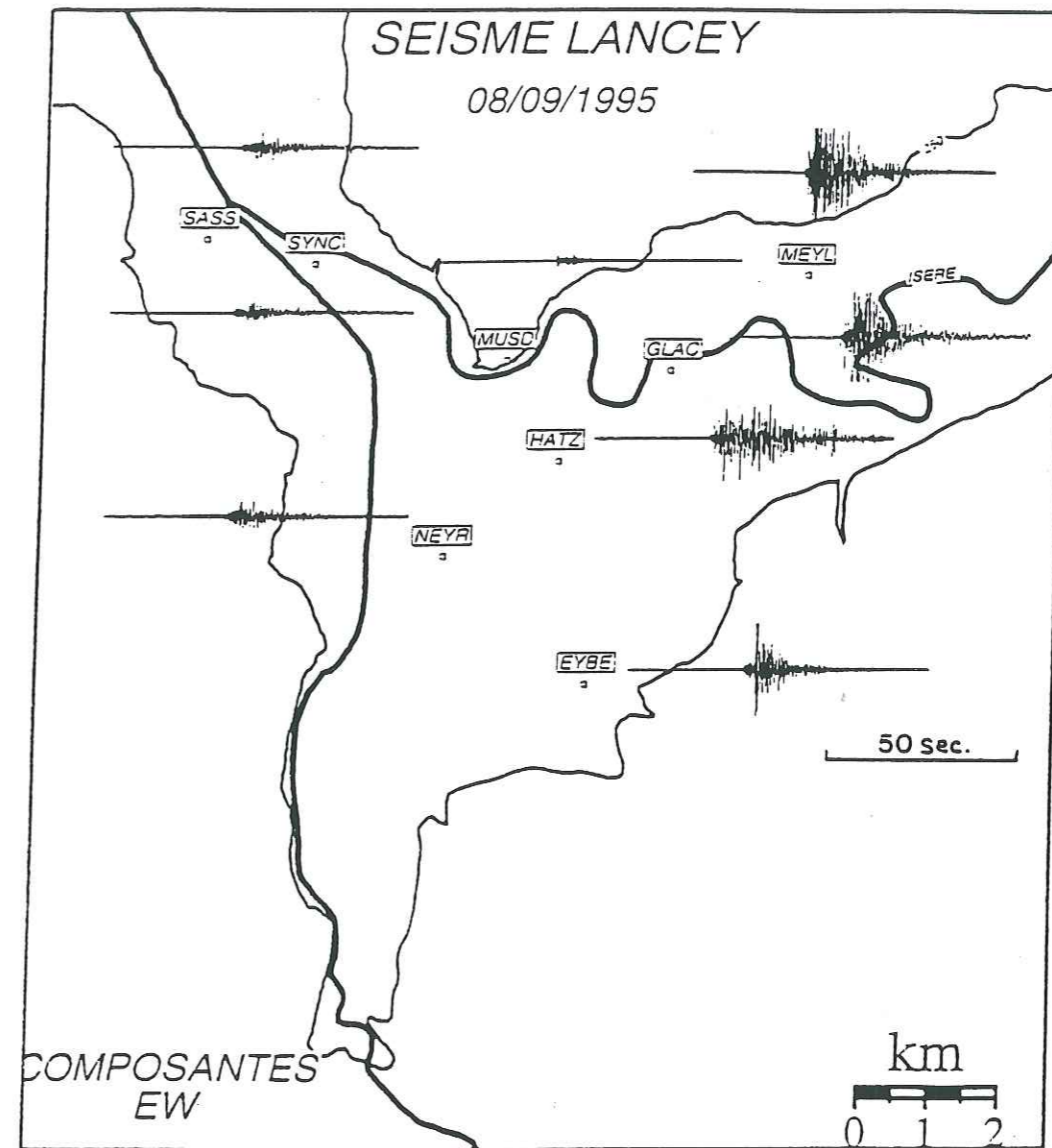 SEISME LANCEY
08/09/1995
SASS
SYNC
MEYL
ISERE
MUSD
GLAC
HATZ
NEYR
EYBE
50 sec.
COMPOSANTES
EW
km
0 1 2